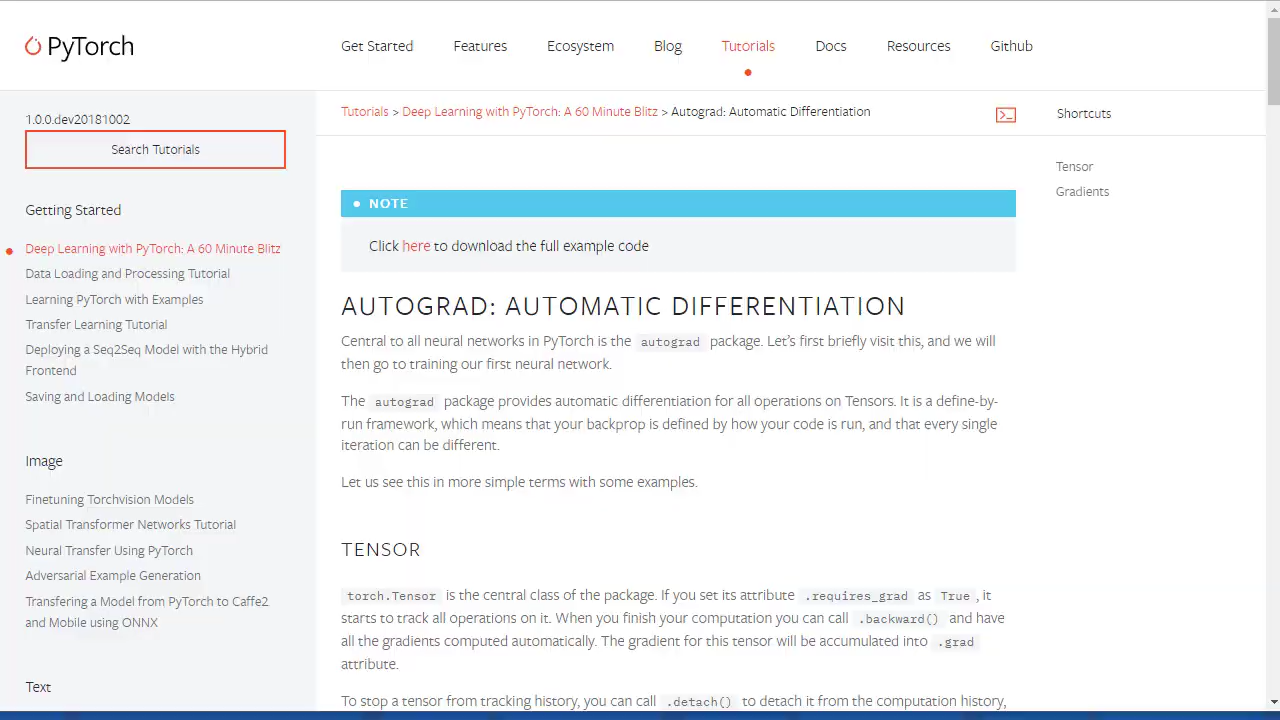 PyTorch
Get Started
Features
Ecosystem
Blog
Tutorials
Docs
Resources
Github
1.0.0.dev20181002
Search Tutorials
Getting Started
Deep Learning with PyTorch: A 60 Minute Blitz
Data Loading and Processing Tutorial
Learning PyTorch with Examples
Transfer Learning Tutorial
Deploying a Seq2Seq Model with the Hybrid
Frontend
Saving and Loading Models
Image
Finetuning Torchvision Models
Spatial Transformer Networks Tutorial
Neural Transfer Using PyTorch
Adversarial Example Generation
Transfering a Model from PyTorch to Caffe2
and Mobile using ONNX
Text
Tutorials > Deep Learning with PyTorch: A 60 Minute Blitz > Autograd: Automatic Differentiation
NOTE
Click here to download the full example code
AUTOGRAD: AUTOMATIC DIFFERENTIATION
Central to all neural networks in PyTorch is the autograd package. Let’s first briefly visit this, and we will
then go to training our first neural network.
The autograd package provides automatic differentiation for all operations on Tensors. It is a define-by-
run framework, which means that your backprop is defined by how your code is run, and that every single
iteration can be different.
Let us see this in more simple terms with some examples.
TENSOR
torch.Tensor is the central class of the package. If you set its attribute .requires_grad as True , it
starts to track all operations on it. When you finish your computation you can call .backward() and have
all the gradients computed automatically. The gradient for this tensor will be accumulated into .grad
attribute.
To stop a tensor from tracking history, you can call .detach() to detach it from the computation history,
Shortcuts
Tensor
Gradients